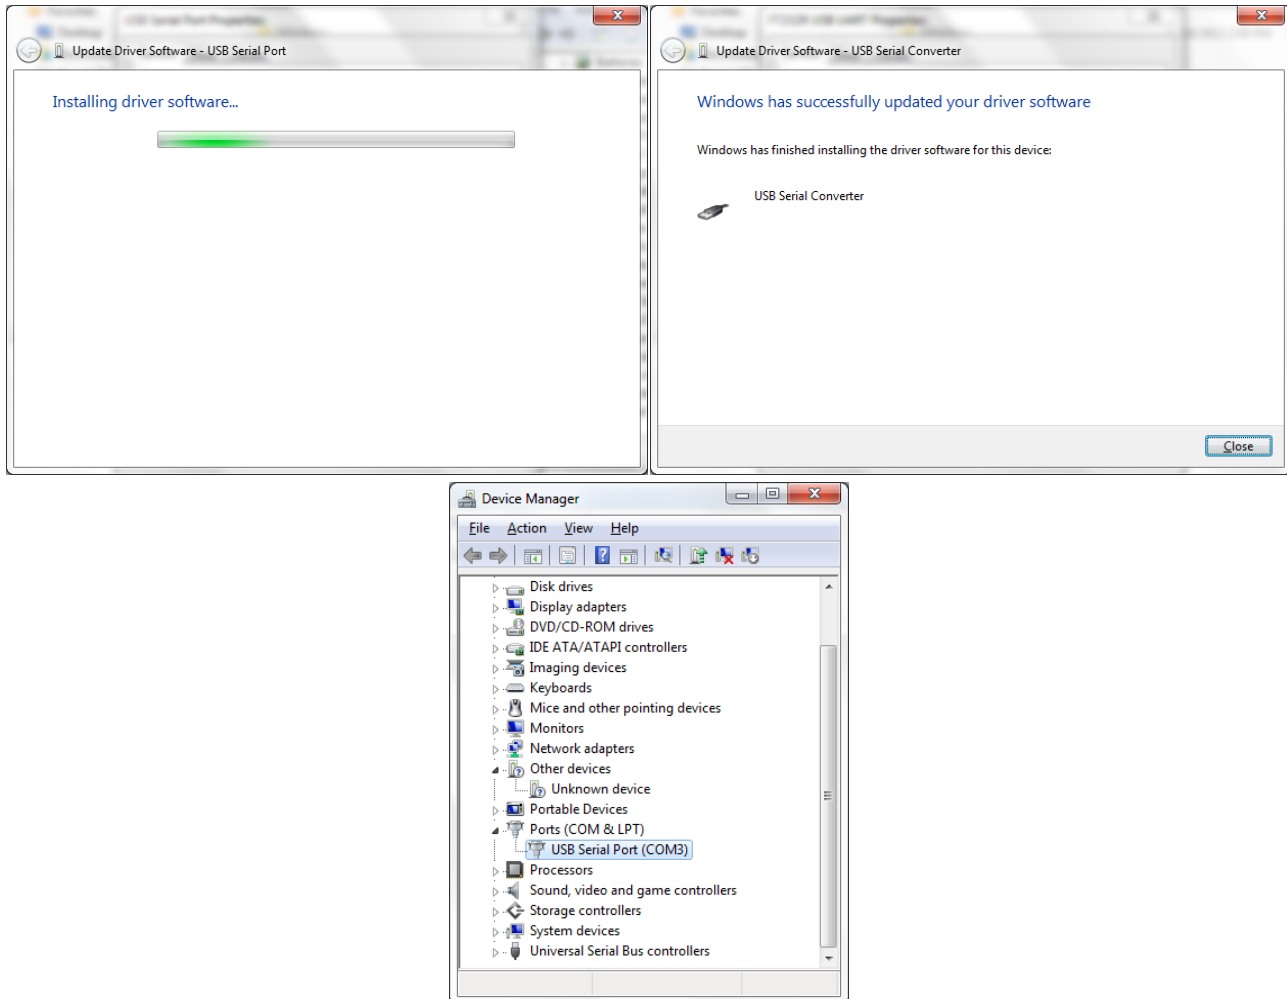 Update Driver Software - USB Serial Port
Installing driver software...
Update Driver Software - USB Serial Converter
Windows has successfully updated your driver software
Windows has finished installing the driver software for this device:
USB Serial Converter
Close
Device Manager
File Action View Help
Disk drives
Display adapters
DVD/CD-ROM drives
IDE ATA/ATAPI controllers
Imaging devices
Keyboards
Mice and other pointing devices
Monitors
Network adapters
Other devices
Unknown device
Portable Devices
Ports (COM & LPT)
USB Serial Port (COM3)
Processors
Sound, video and game controllers
Storage controllers
System devices
Universal Serial Bus controllers